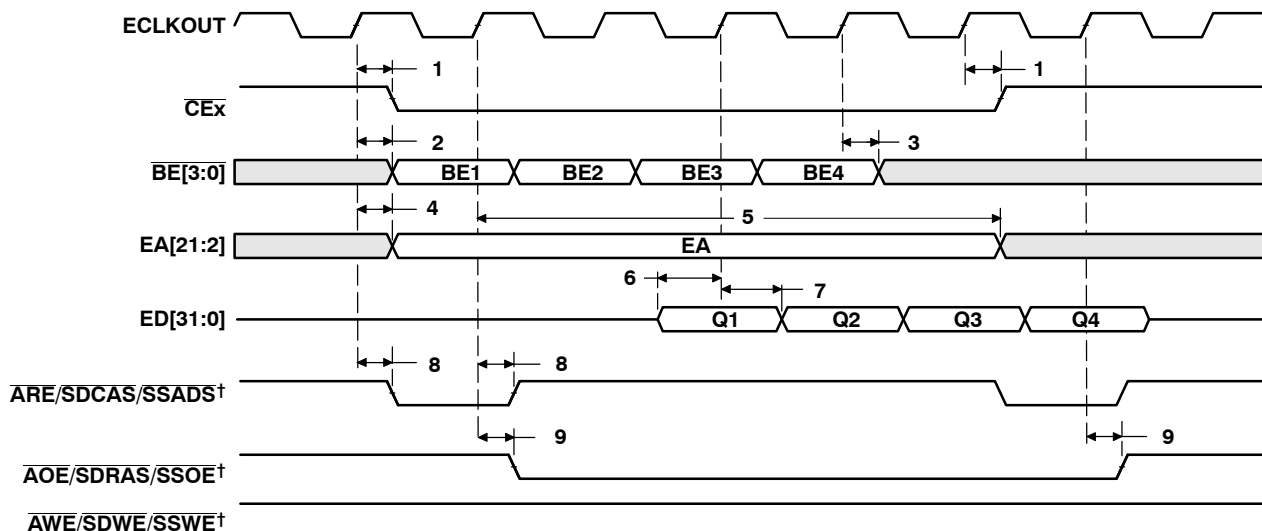 ECLKOUT
1 1
CEx
2 3
BE[3:0] BE1 BE2 BE3 BE4
4 5
EA[21:2] EA
6 7
ED[31:0] Q1 Q2 Q3 Q4
8 8
ARE/SDCAS/SSADS†
9 9
AOE/SDRAS/SSOE†
AWE/SDWE/SSWE†